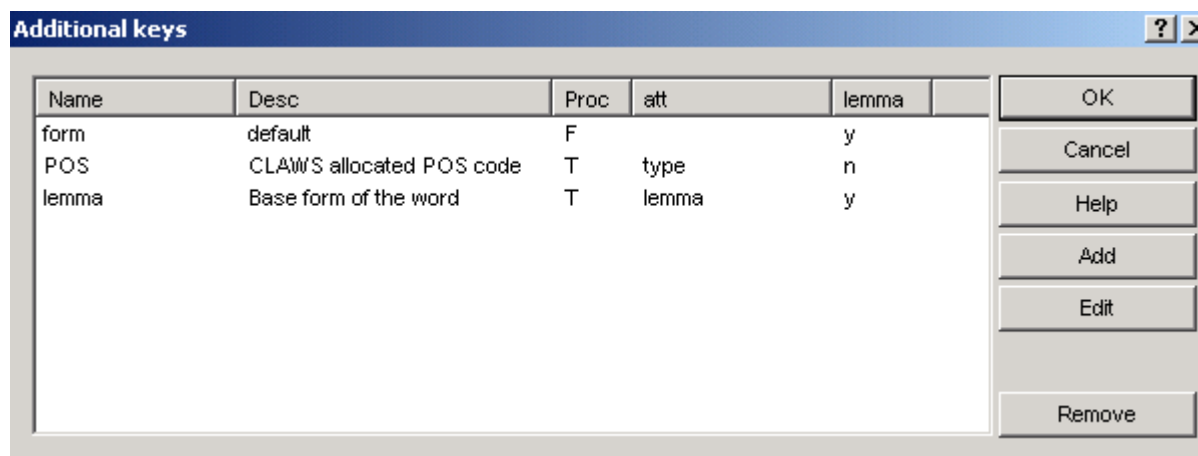 Additional keys
Name Desc Proc att lemma
form default F y
POS CLAWS allocated POS code T type n
lemma Base form of the word T lemma y
OK
Cancel
Help
Add
Edit
Remove